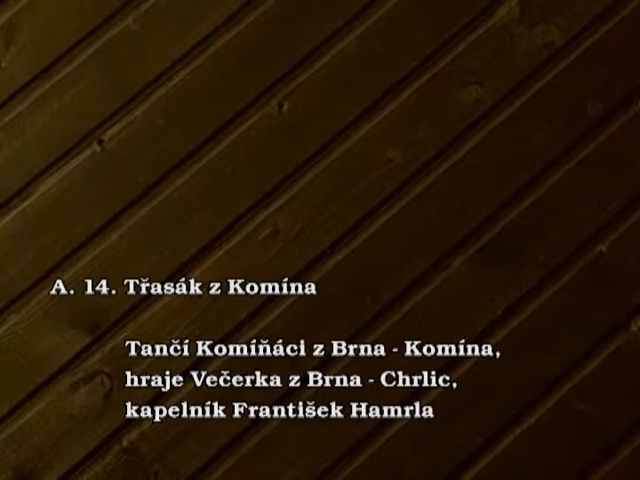 A. 14. Třasák z Komína
Tančí Komíňáci z Brna - Komína,
hraje Večerka z Brna - Chrlic,
kapelník František Hamrla